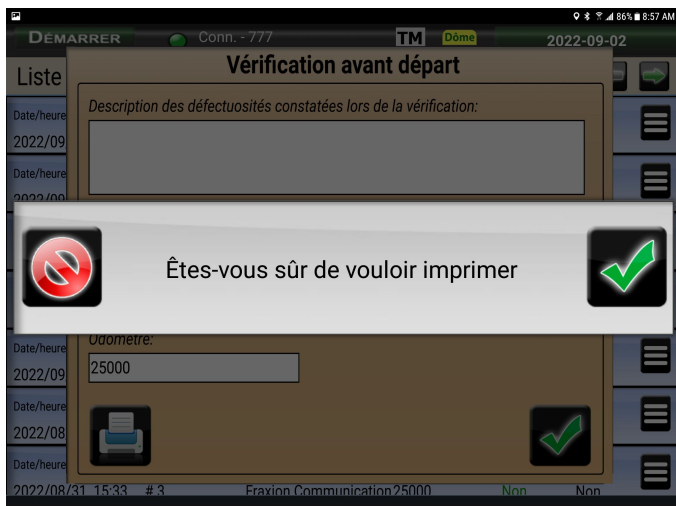 86% 8:57 AM
DÉMARRER Conn. - 777 TM Dôme 2022-09-02
Liste
Vérification avant départ
Description des défectuosités constatées lors de la vérification:
Date/heure
2022/09
Date/heure
2022/09
Êtes-vous sûr de vouloir imprimer
Odomètre:
Date/heure
25000
2022/09
Date/heure
2022/08
Date/heure
2022/08/31 15:33 # 3 Fraxion Communication 25000 Non Non